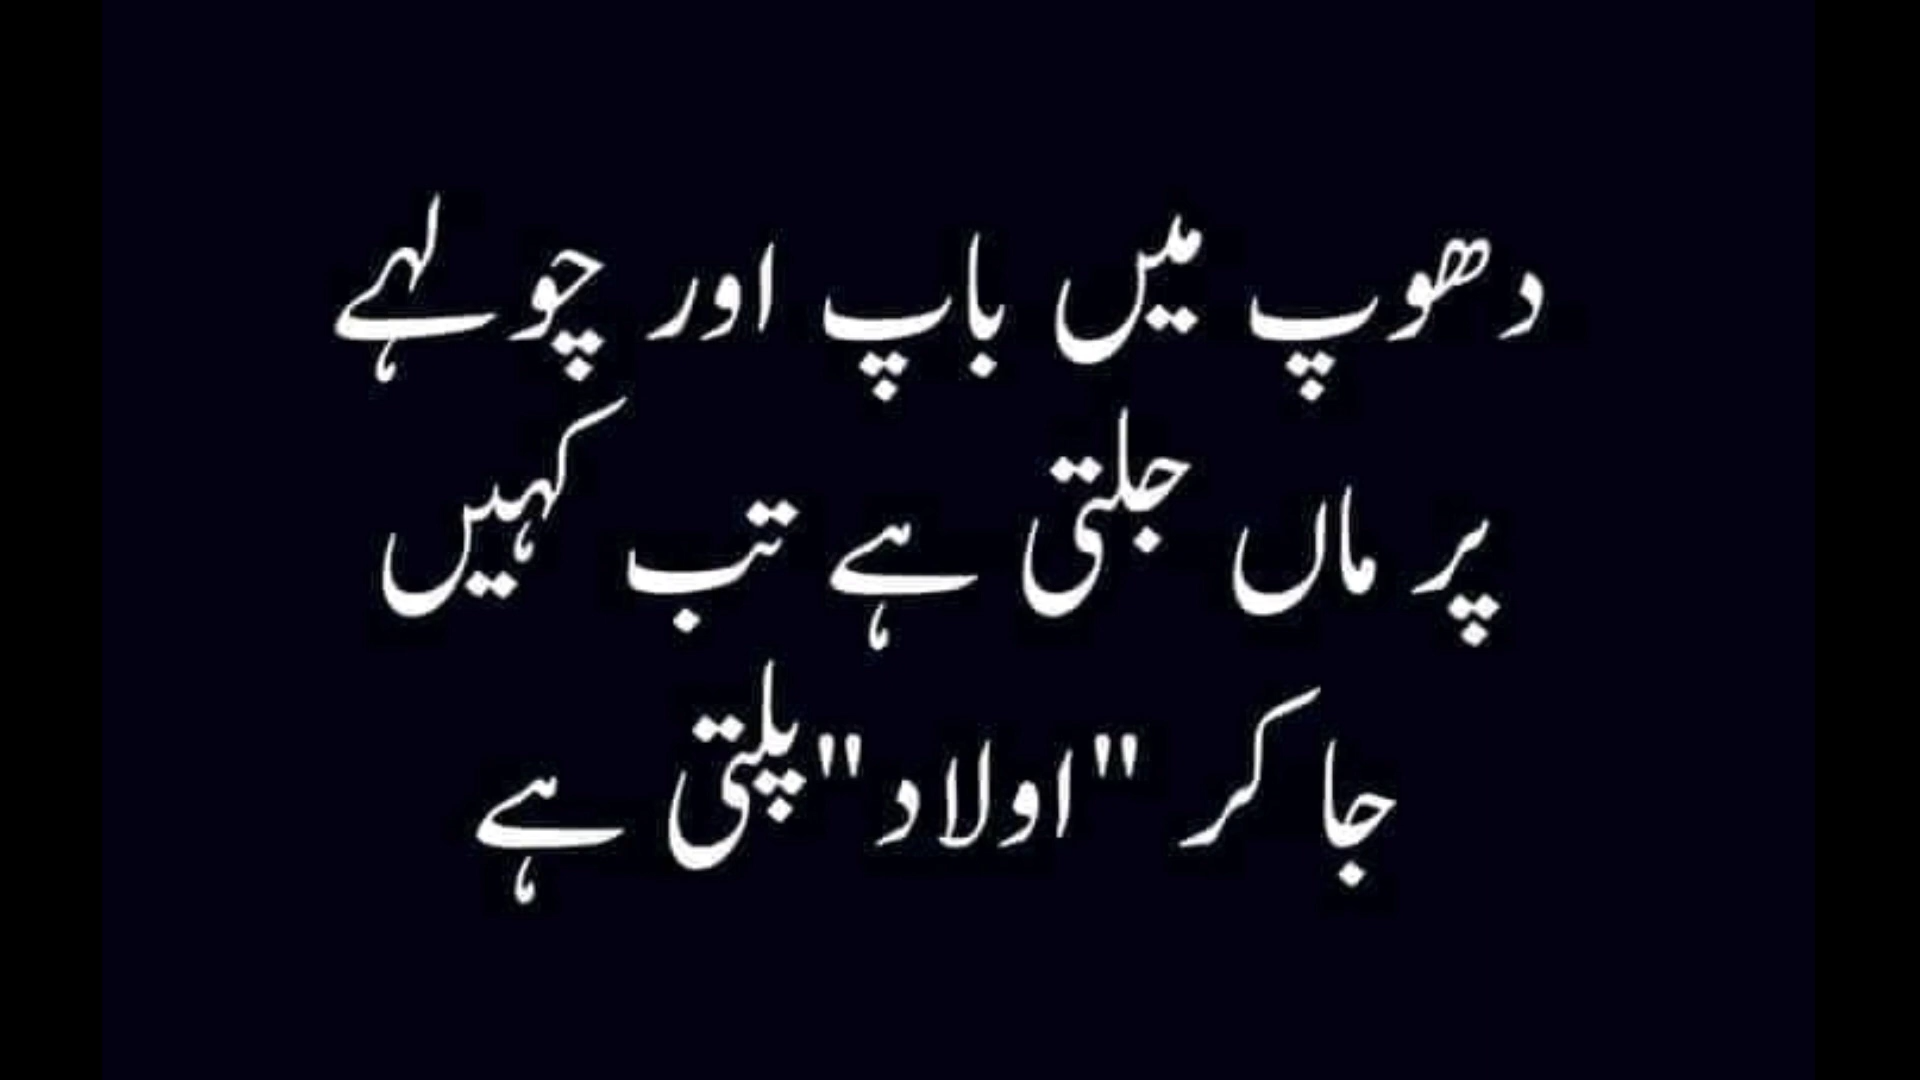 دھوپ میں باپ اور چولہے
پر ماں جلتی ہے تب کہیں
جا کر "اولاد" پلتی ہے